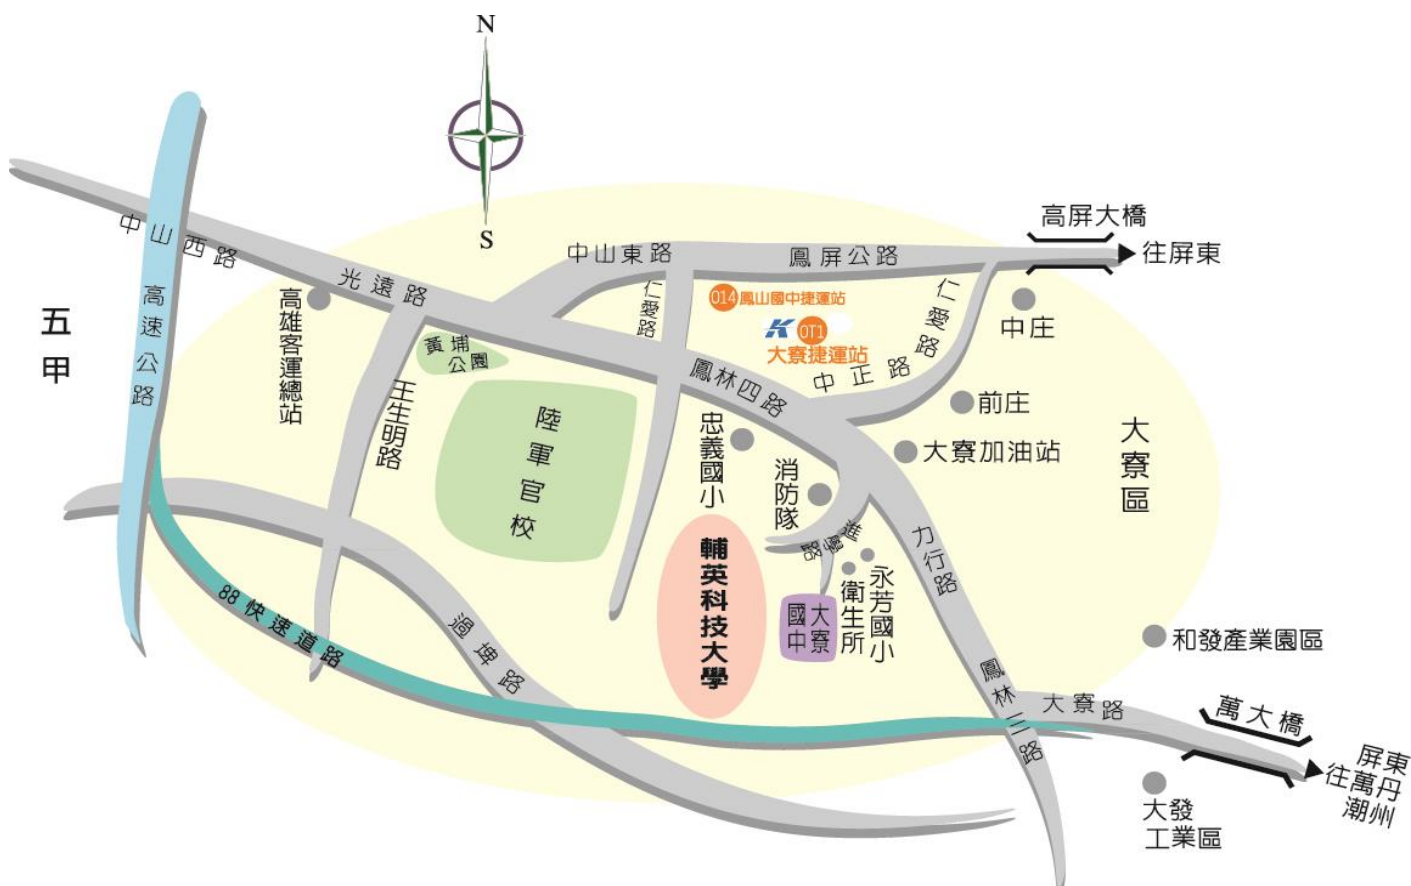 N
S
中山西路
高速公路
五甲
光遠路
高雄客運總站
中山東路
鳳屏公路
高屏大橋
往屏東
仁愛路
014 鳳山國中捷運站
K OT1
大寮捷運站
仁愛路
中正路
中庄
黃埔
公園
王生明路
陸軍官校
鳳林四路
前庄
大寮加油站
大寮區
忠義國小
消防隊
進學路
力行路
輔英科技大學
大寮
國中
衛生所
永芳國小
88快速道路
過埤路
和發產業園區
鳳林三路
大寮路
萬大橋
屏東
往萬丹
潮州
大發
工業區